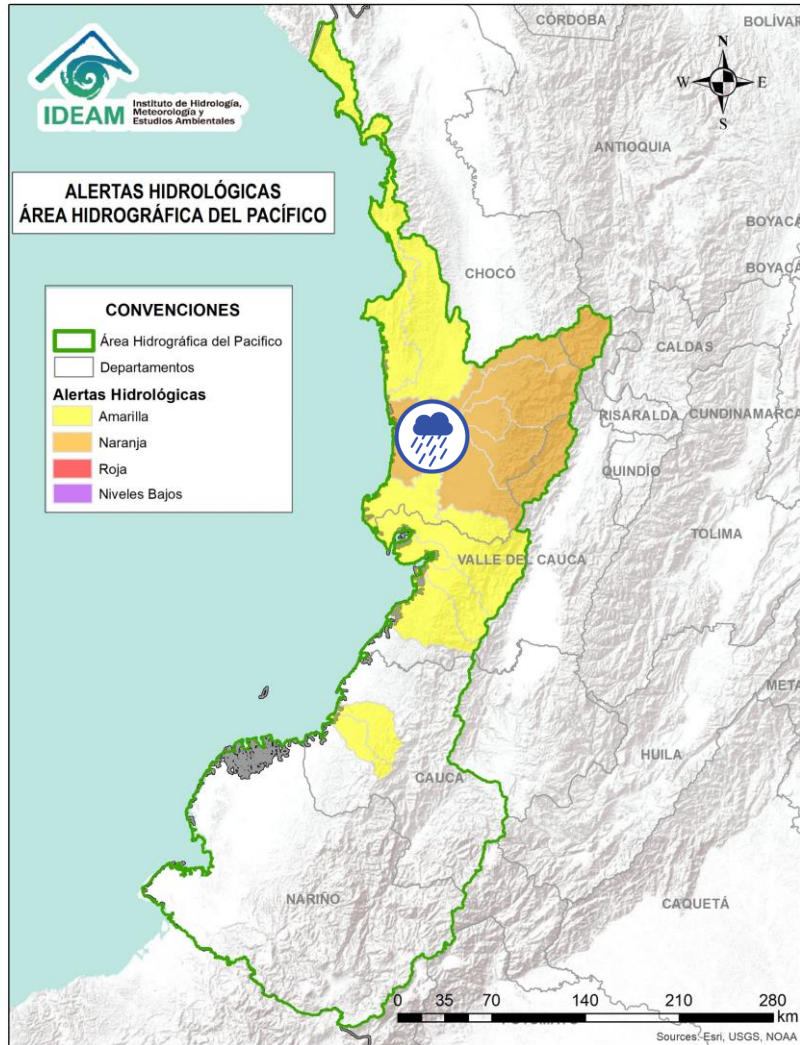 CÓRDOBA
BOLÍVAR
N
W E
S
IDEAM
Instituto de Hidrología,
Meteorología y
Estudios Ambientales
ANTIOQUIA
ALERTAS HIDROLÓGICAS
ÁREA HIDROGRÁFICA DEL PACÍFICO
BOYACÁ
BOYACÁ
CHOCÓ
CONVENCIONES
Área Hidrográfica del Pacifico
Departamentos
Alertas Hidrológicas
Amarilla
Naranja
Roja
Niveles Bajos
CALDAS
RISARALDA
CUNDINAMARCA
QUINDÍO
TOLIMA
VALLE DEL CAUCA
META
HUILA
CAUCA
NARIÑO
CAQUETÁ
0 35 70 140 210 280
km
Sources: Esri, USGS, NOAA